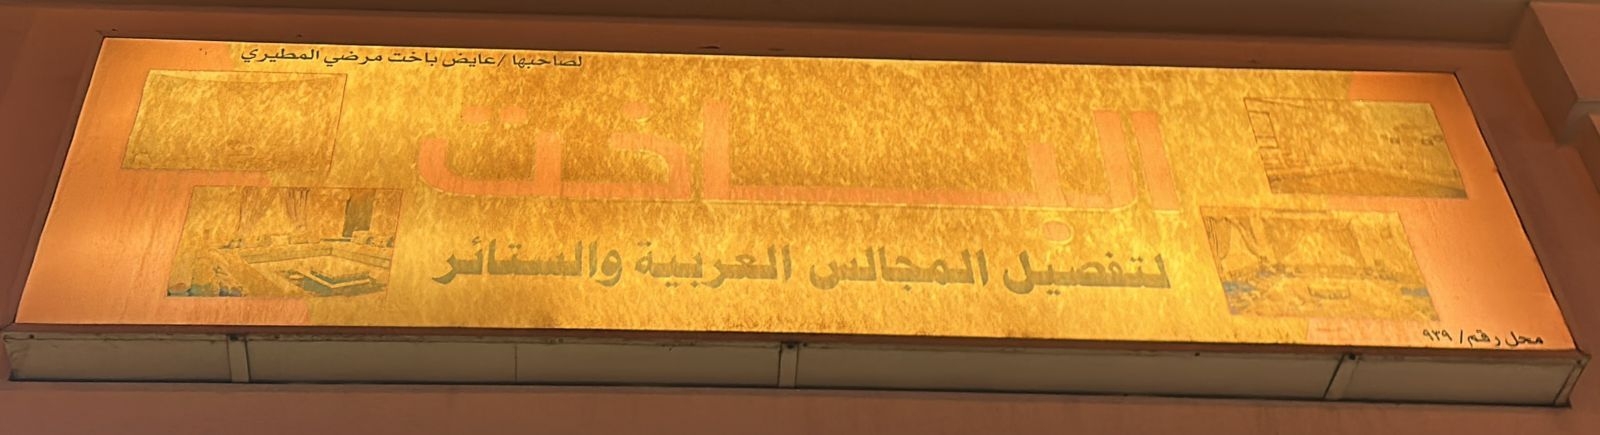 لصاحبها /عايض باخت مرضي المطيري
الباخت
لتفصيل المجالس العربية والستائر
محل رقم/ ٩٣٩